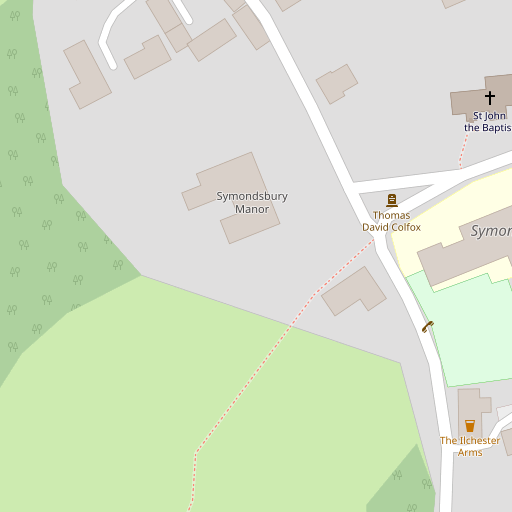 St John
the Baptis
Symondsbury
Manor
Thomas
David Colfox
Symon
The Ilchester
Arms